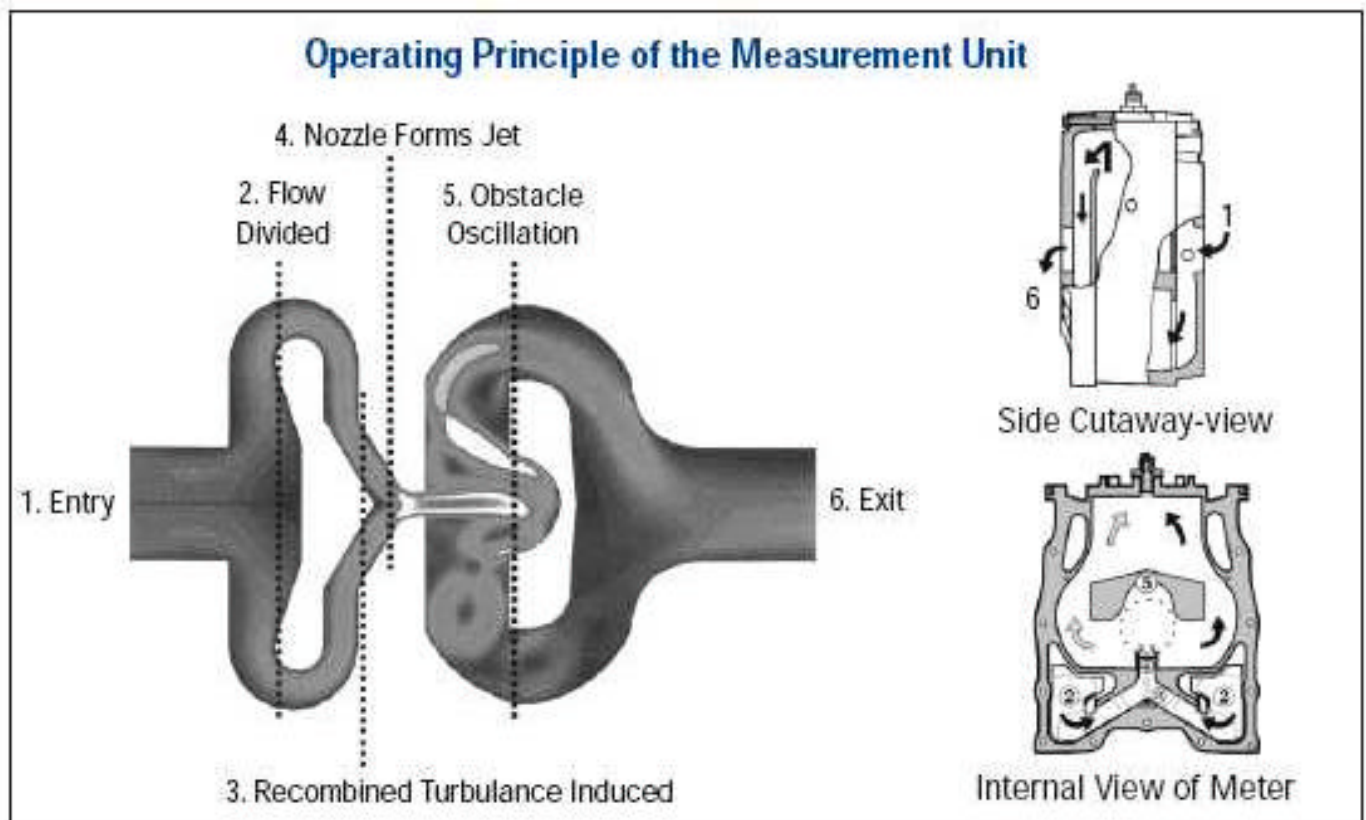 Operating Principle of the Measurement Unit
4. Nozzle Forms Jet
2. Flow
Divided
5. Obstacle
Oscillation
1
6
Side Cutaway-view
1. Entry
6. Exit
5
2
2
3. Recombined Turbulance Induced
Internal View of Meter